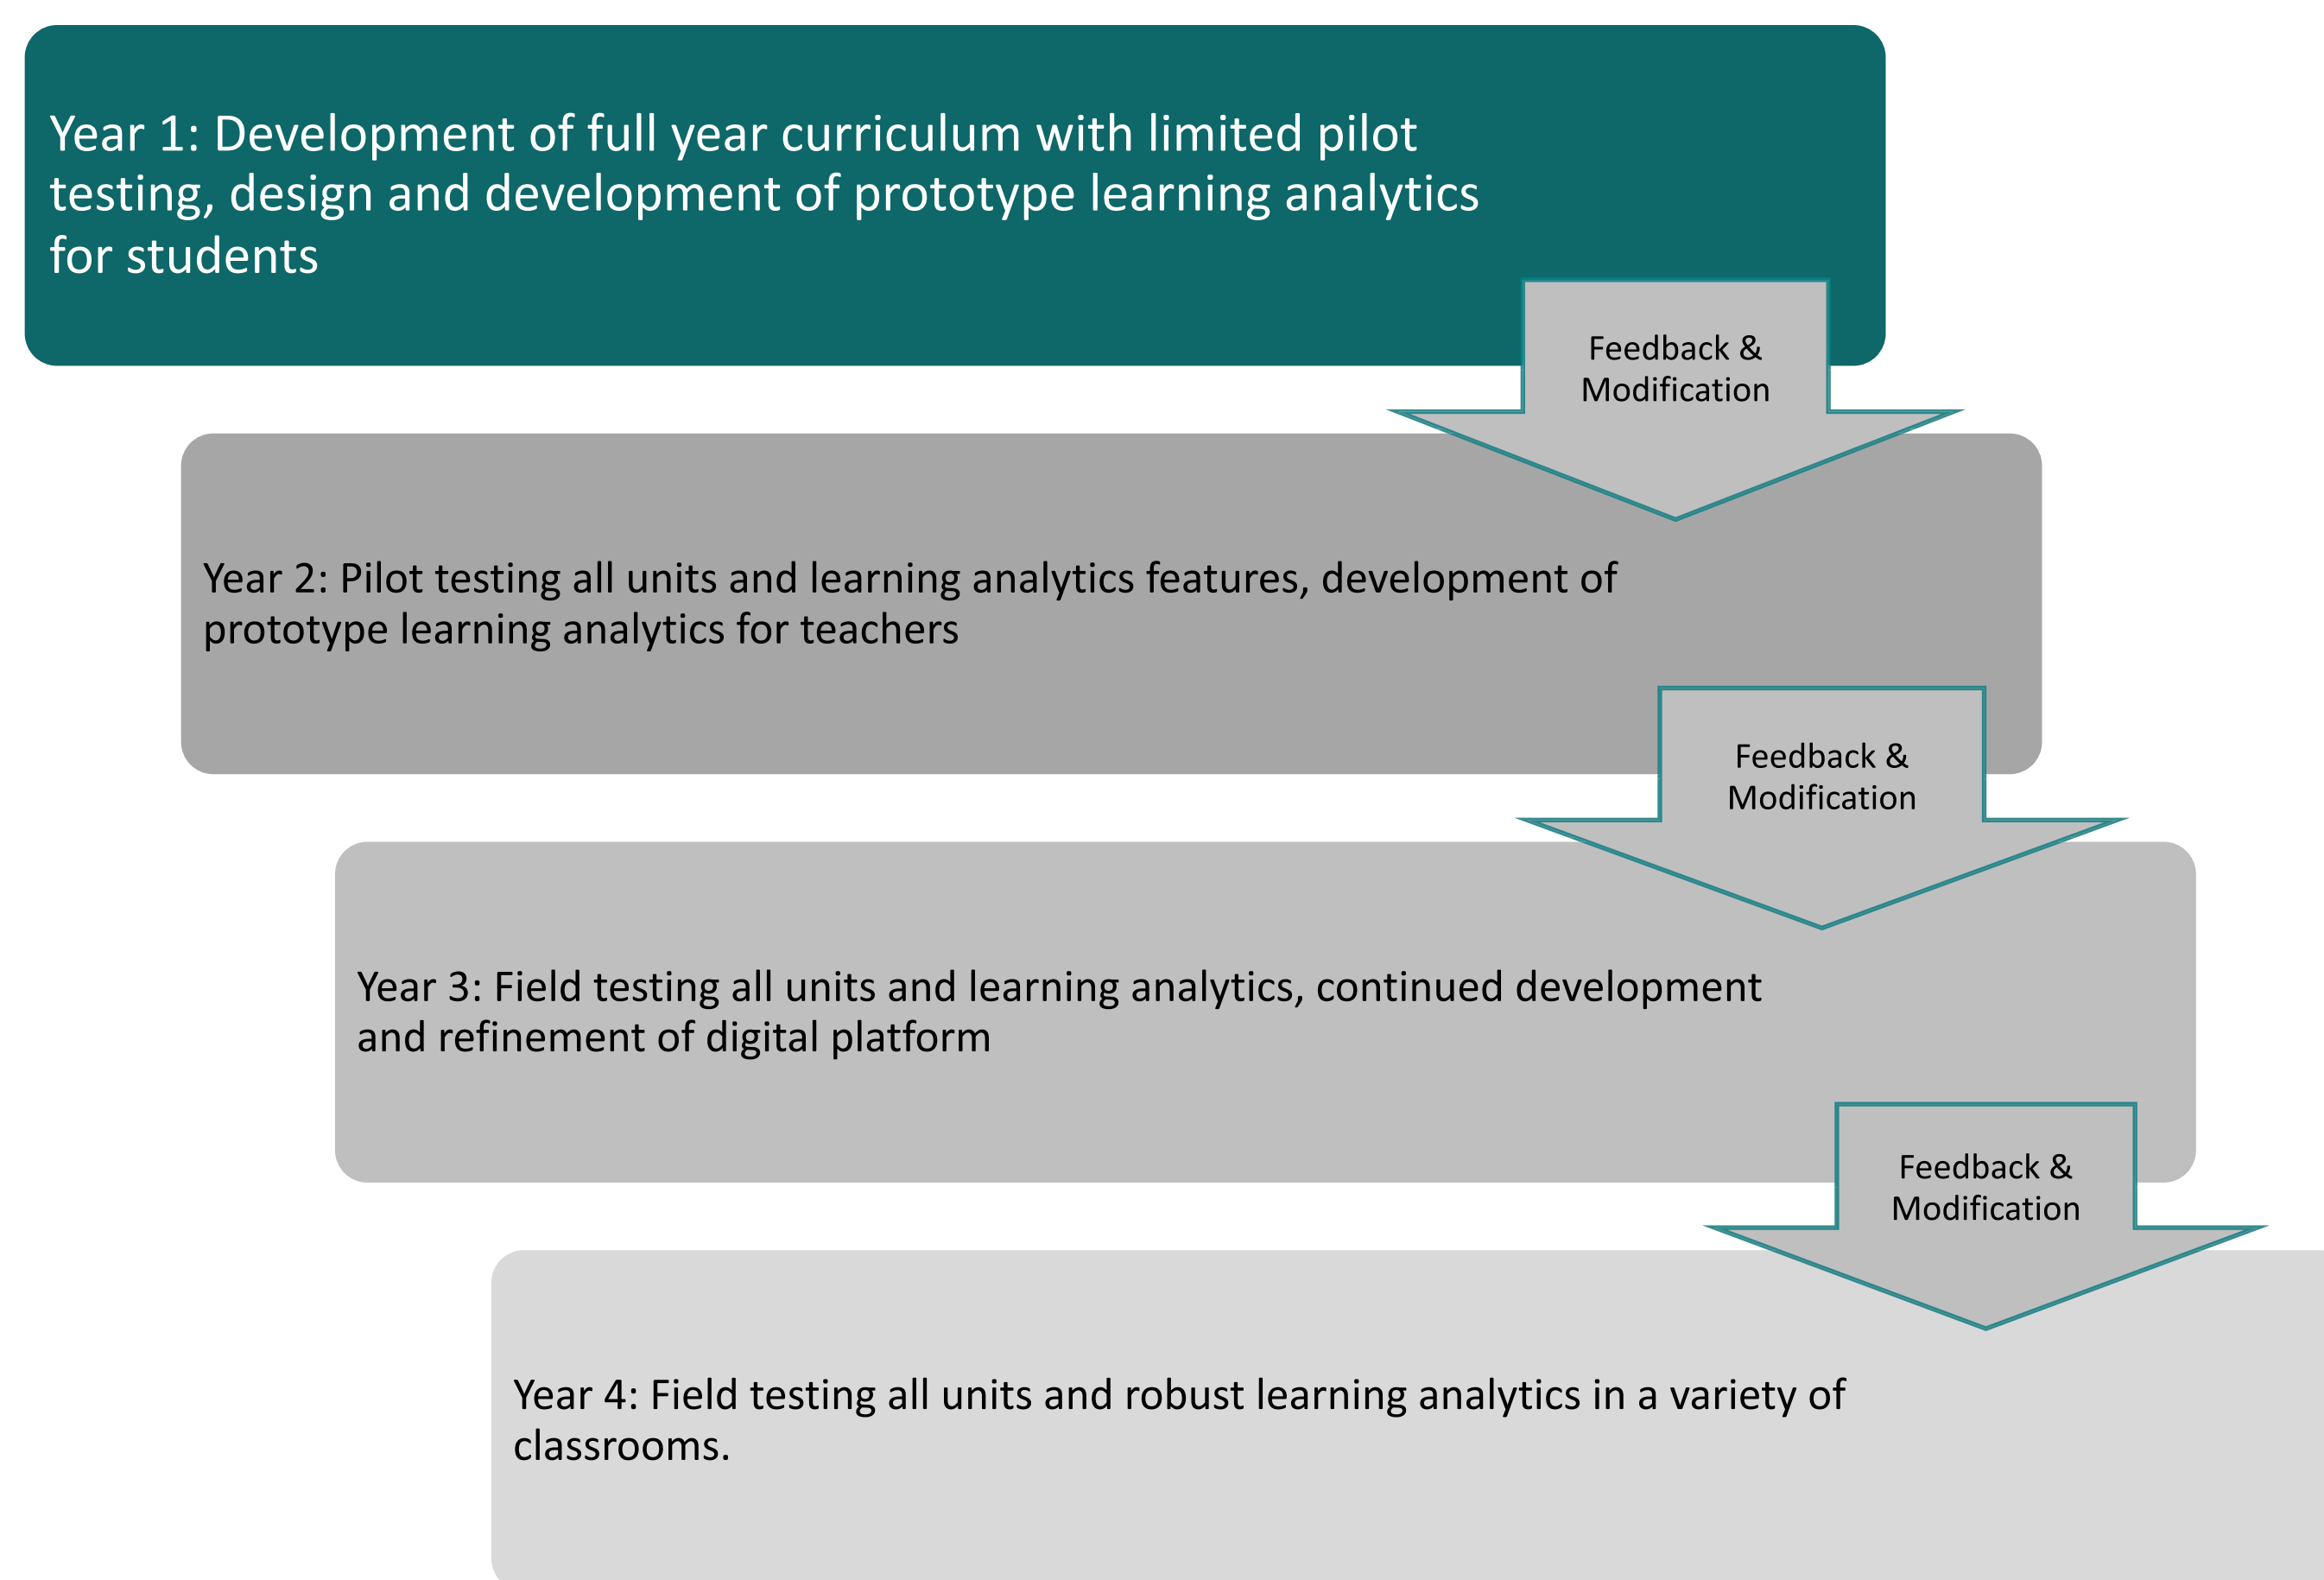 Year 1: Development of full year curriculum with limited pilot
testing, design and development of prototype learning analytics
for students
Feedback &
Modification
Year 2: Pilot testing all units and learning analytics features, development of
prototype learning analytics for teachers
Feedback &
Modification
Year 3: Field testing all units and learning analytics, continued development
and refinement of digital platform
Feedback &
Modification
Year 4: Field testing all units and robust learning analytics in a variety of
classrooms.